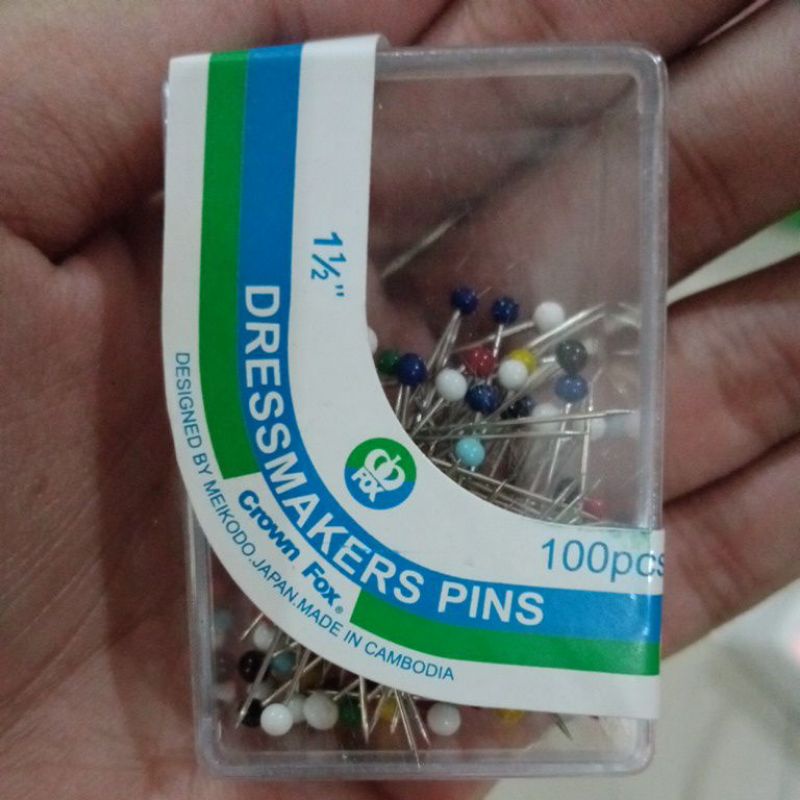 1½"
DRESSMAKERS PINS
FOX
100pcs
Crown Fox®
DESIGNED BY MEIKODO.JAPAN.MADE IN CAMBODIA